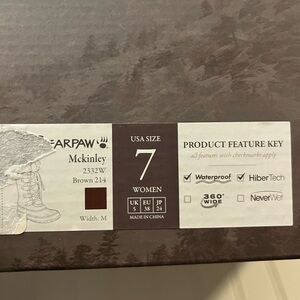 EARPAW
Mckinley
2332W
Brown 214
Width: M
USA SIZE
7
WOMEN
UK 5
EU 38
JP 24
MADE IN CHINA
PRODUCT FEATURE KEY
all features with checkmarks apply
Waterproof
HiberTech
360° WIDE
NeverWet